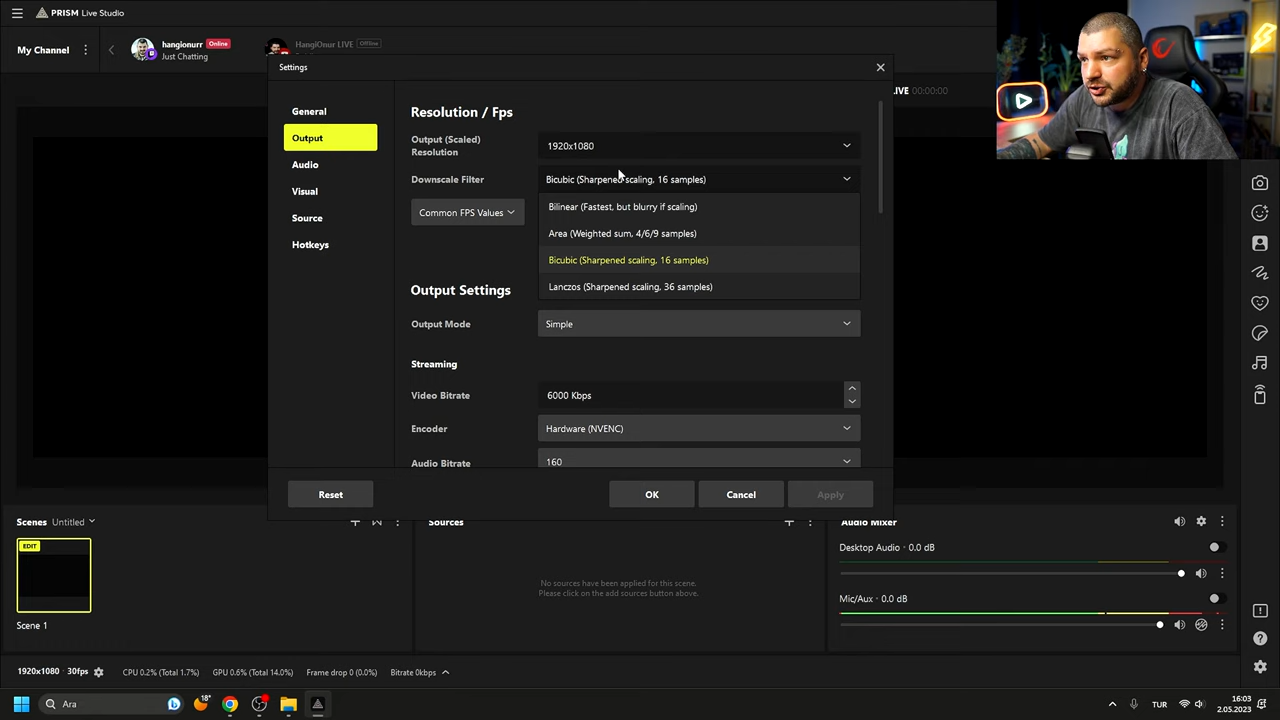 PRISM Live Studio
My Channel
hangionurr
Online
Just Chatting
HangiOnur LIVE
Offline
Settings
LIVE 00:00:00
General
Output
Audio
Visual
Source
Hotkeys
Resolution / Fps
Output (Scaled)
Resolution
1920x1080
Downscale Filter
Bicubic (Sharpened scaling, 16 samples)
Common FPS Values
Bilinear (Fastest, but blurry if scaling)
Area (Weighted sum, 4/6/9 samples)
Bicubic (Sharpened scaling, 16 samples)
Lanczos (Sharpened scaling, 36 samples)
Output Settings
Output Mode
Simple
Streaming
Video Bitrate
6000 Kbps
Encoder
Hardware (NVENC)
Audio Bitrate
160
Reset
OK
Cancel
Apply
Scenes Untitled
EDIT
Scene 1
Sources
No sources have been applied for this scene.
Please click on the add sources button above.
Audio Mixer
Desktop Audio · 0.0 dB
Mic/Aux · 0.0 dB
1920x1080 · 30fps
CPU 0.2% (Total 1.7%)
GPU 0.6% (Total 14.0%)
Frame drop 0 (0.0%)
Bitrate 0kbps
Ara
18°
TUR
16:03
2.05.2023